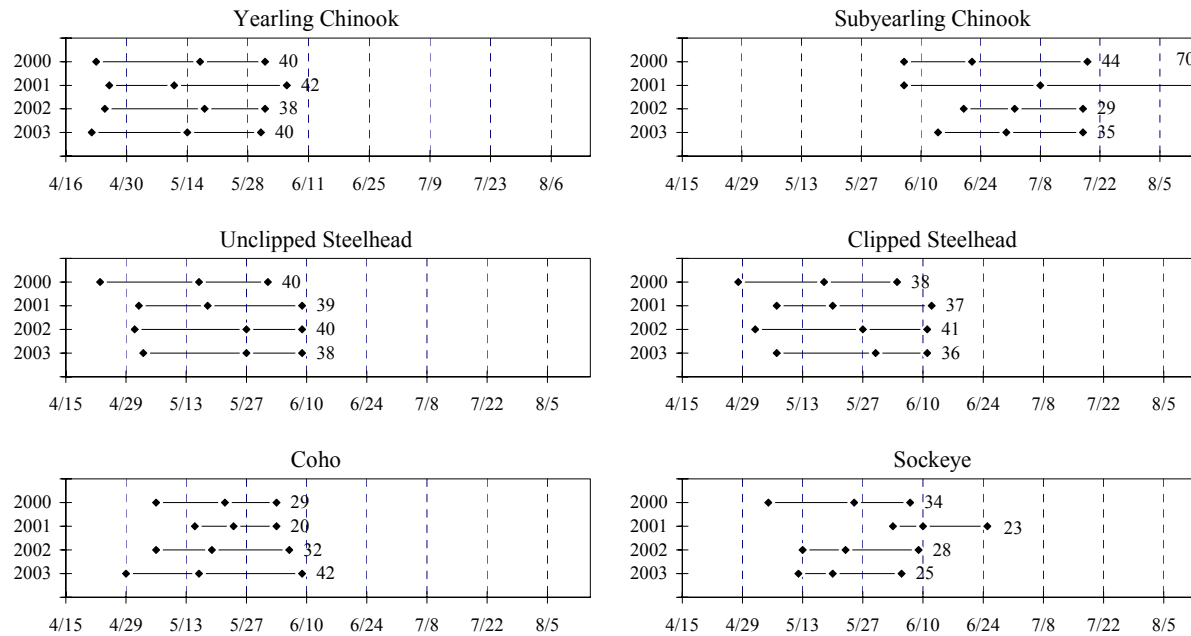 Yearling Chinook
2000 40
2001 42
2002 38
2003 40
4/16 4/30 5/14 5/28 6/11 6/25 7/9 7/23 8/6
Subyearling Chinook
2000 44 70
2001
2002 29
2003 35
4/15 4/29 5/13 5/27 6/10 6/24 7/8 7/22 8/5
Unclipped Steelhead
2000 40
2001 39
2002 40
2003 38
4/15 4/29 5/13 5/27 6/10 6/24 7/8 7/22 8/5
Clipped Steelhead
2000 38
2001 37
2002 41
2003 36
4/15 4/29 5/13 5/27 6/10 6/24 7/8 7/22 8/5
Coho
2000 29
2001 20
2002 32
2003 42
4/15 4/29 5/13 5/27 6/10 6/24 7/8 7/22 8/5
Sockeye
2000 34
2001 23
2002 28
2003 25
4/15 4/29 5/13 5/27 6/10 6/24 7/8 7/22 8/5